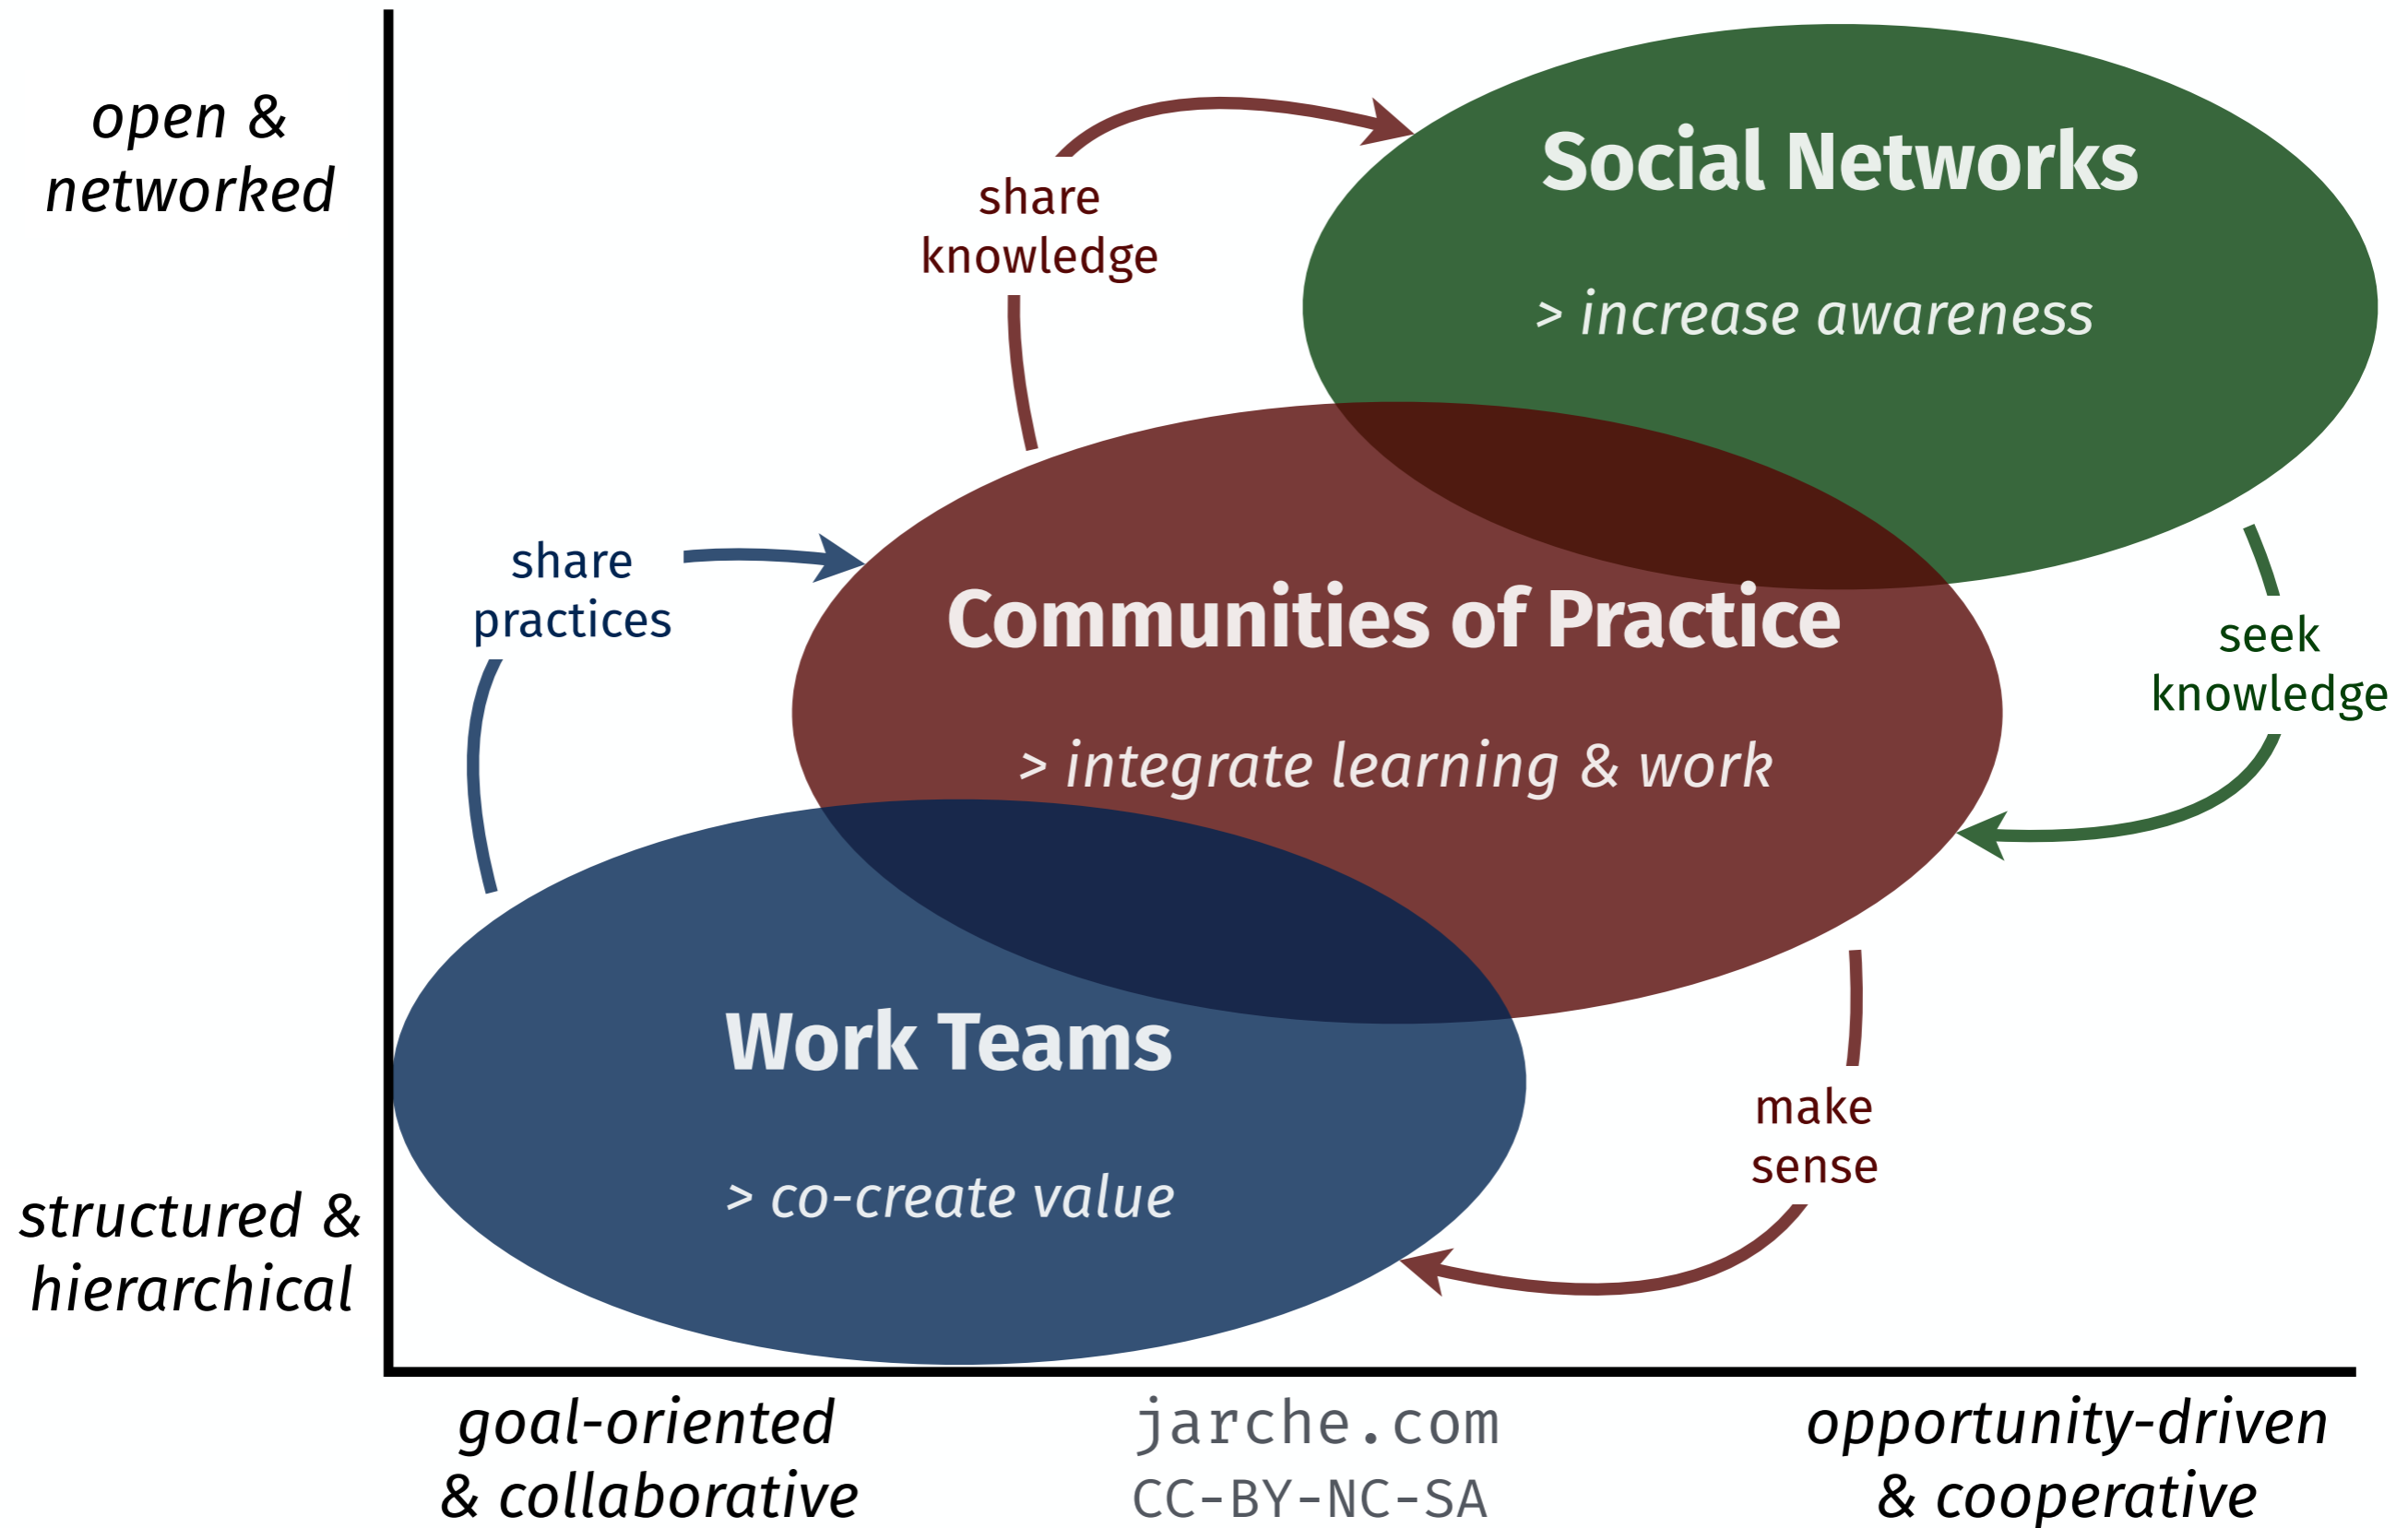 open &
networked
share
knowledge
Social Networks
> increase awareness
share
practices
Communities of Practice
> integrate learning & work
seek
knowledge
Work Teams
> co-create value
make
sense
structured &
hierarchical
goal-oriented
& collaborative
jarche.com
CC-BY-NC-SA
opportunity-driven
& cooperative